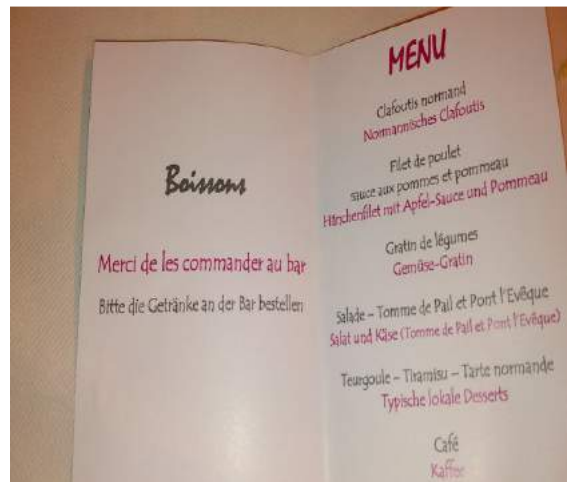 Boissons
Merci de les commander au bar
Bitte die Getränke an der Bar bestellen
MENU
Clafoutis normand
Normannisches Clafoutis
Filet de poulet
sauce aux pommes et pommeau
Hänchenfilet mit Apfel-Sauce und Pommeau
Gratin de légumes
Gemüse-Gratin
Salade - Tomme de Pail et Pont l'Evêque
Salat und Käse (Tomme de Pail et Pont l'Evêque)
Teurgoule - Tiramisu - Tarte normande
Typische lokale Desserts
Café
Kaffee